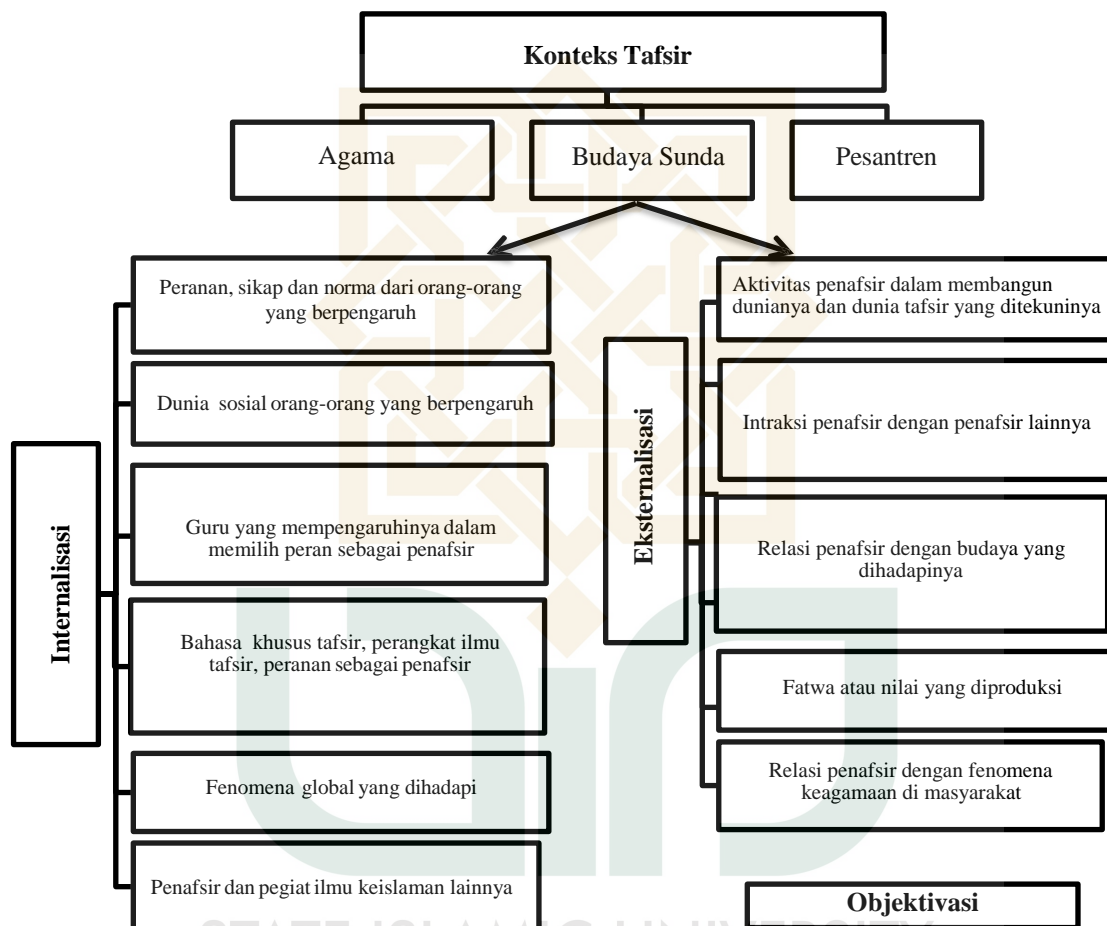 Konteks Tafsir
Agama
Budaya Sunda
Pesantren
Internalisasi
Peranan, sikap dan norma dari orang-orang
yang berpengaruh
Dunia sosial orang-orang yang berpengaruh
Guru yang mempengaruhinya dalam
memilih peran sebagai penafsir
Bahasa khusus tafsir, perangkat ilmu
tafsir, peranan sebagai penafsir
Fenomena global yang dihadapi
Penafsir dan pegiat ilmu keislaman lainnya
Eksternalisasi
Aktivitas penafsir dalam membangun
dunianya dan dunia tafsir yang ditekuninya
Intraksi penafsir dengan penafsir lainnya
Relasi penafsir dengan budaya yang
dihadapinya
Fatwa atau nilai yang diproduksi
Relasi penafsir dengan fenomena
keagamaan di masyarakat
Objektivasi
STATE ISLAMIC UNIVERSITY